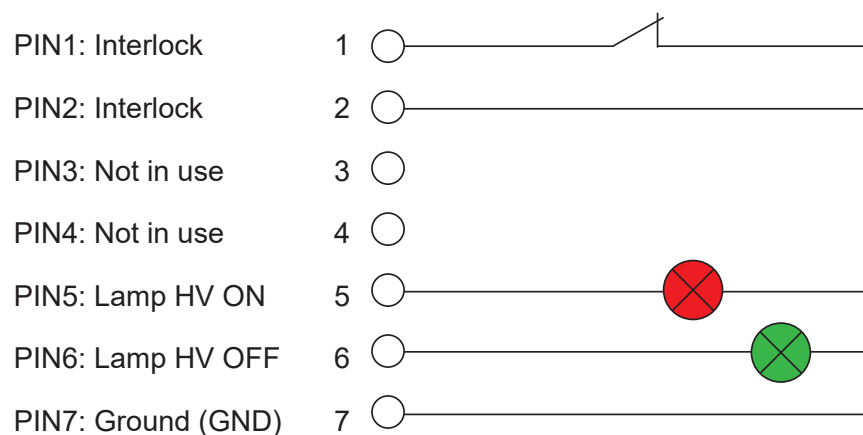 PIN1: Interlock 1
PIN2: Interlock 2
PIN3: Not in use 3
PIN4: Not in use 4
PIN5: Lamp HV ON 5
PIN6: Lamp HV OFF 6
PIN7: Ground (GND) 7